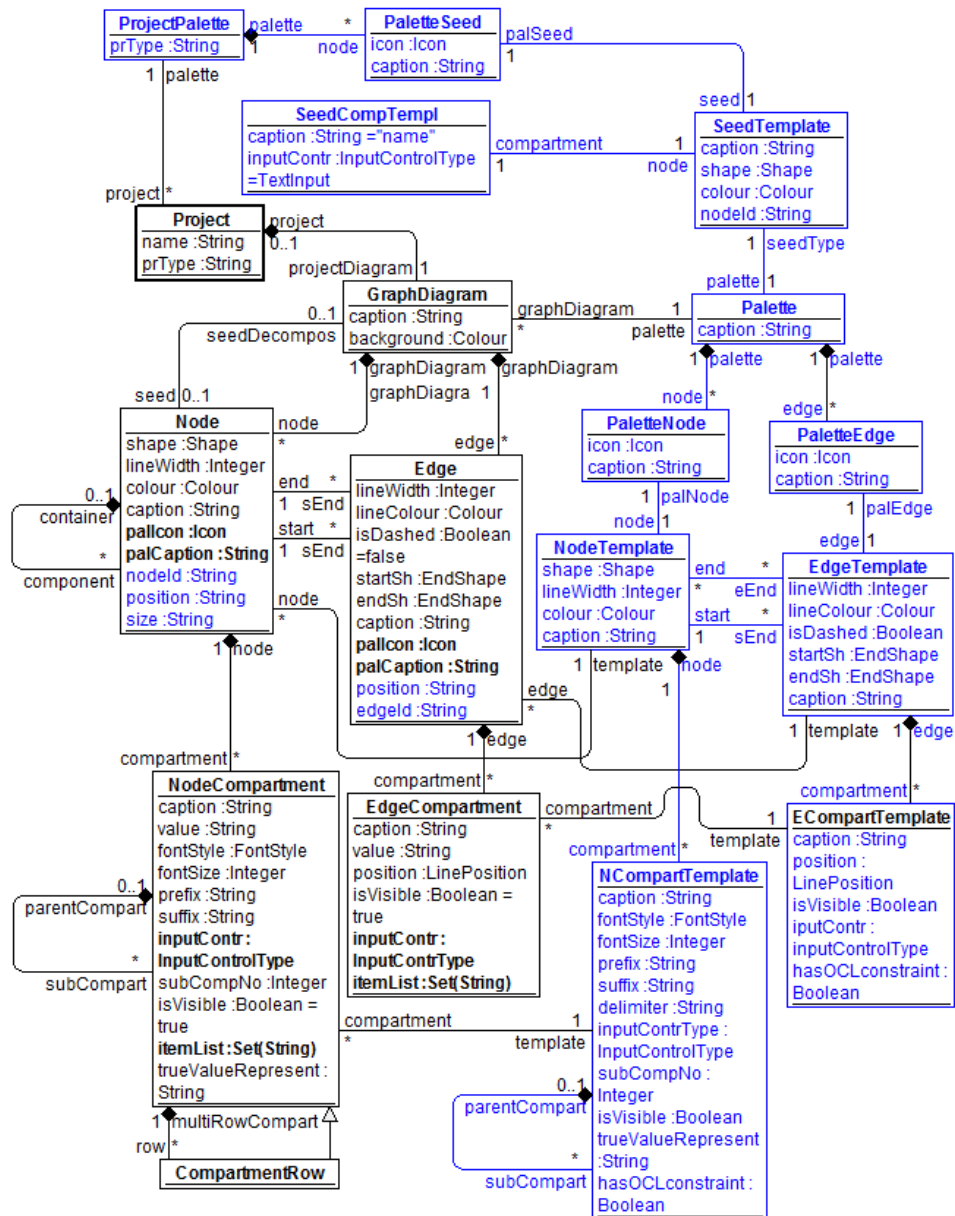 ProjectPalette
prType :String
palette
*
1
node
PaletteSeed
icon :Icon
caption :String
palSeed
1
1 palette
seed 1
SeedCompTempl
caption :String ="name"
inputContr :InputControlType
=TextInput
compartment
1
1
node
SeedTemplate
caption :String
shape :Shape
colour :Colour
nodeId :String
project *
Project
name :String
prType :String
project
0..1
projectDiagram 1
1 seedType
palette 1
GraphDiagram
caption :String
background :Colour
graphDiagram
*
1
palette
Palette
caption :String
0..1
seedDecompos
1 graphDiagram
graphDiagra
1
graphDiagram
1 palette
1 palette
seed 0..1
node
*
edge *
node *
edge *
Node
shape :Shape
lineWidth :Integer
colour :Colour
caption :String
palIcon :Icon
palCaption :String
nodeId :String
position :String
size :String
0..1
container
*
component
end *
1 sEnd
start *
1 sEnd
node
*
Edge
lineWidth :Integer
lineColour :Colour
isDashed :Boolean
=false
startSh :EndShape
endSh :EndShape
caption :String
palIcon :Icon
palCaption :String
position :String
edgeId :String
PaletteNode
icon :Icon
caption :String
PaletteEdge
icon :Icon
caption :String
1 palNode
node 1
1 palEdge
edge 1
NodeTemplate
shape :Shape
lineWidth :Integer
colour :Colour
caption :String
end *
* eEnd
start *
1 sEnd
EdgeTemplate
lineWidth :Integer
lineColour :Colour
isDashed :Boolean
startSh :EndShape
endSh :EndShape
caption :String
1 node
edge
*
1 template
node
1
1 template
1 edge
compartment *
1 edge
compartment *
compartment *
NodeCompartment
caption :String
value :String
fontStyle :FontStyle
fontSize :Integer
prefix :String
suffix :String
inputContr :
InputControlType
subCompNo :Integer
isVisible :Boolean =
true
itemList :Set(String)
trueValueRepresent :
String
0..1
parentCompart
*
subCompart
EdgeCompartment
caption :String
value :String
position :LinePosition
isVisible :Boolean =
true
inputContr :
InputContrType
itemList :Set(String)
compartment
*
1
template
ECompartTemplate
caption :String
position :
LinePosition
isVisible :Boolean
iputContr :
inputControlType
hasOCLconstraint :
Boolean
compartment *
NCompartTemplate
caption :String
fontStyle :FontStyle
fontSize :Integer
prefix :String
suffix :String
delimiter :String
inputContrType :
InputControlType
subCompNo :
Integer
isVisible :Boolean
trueValueRepresent
:String
hasOCLconstraint :
Boolean
compartment
*
1
template
0..1
parentCompart
*
subCompart
1 multiRowCompart
row *
CompartmentRow